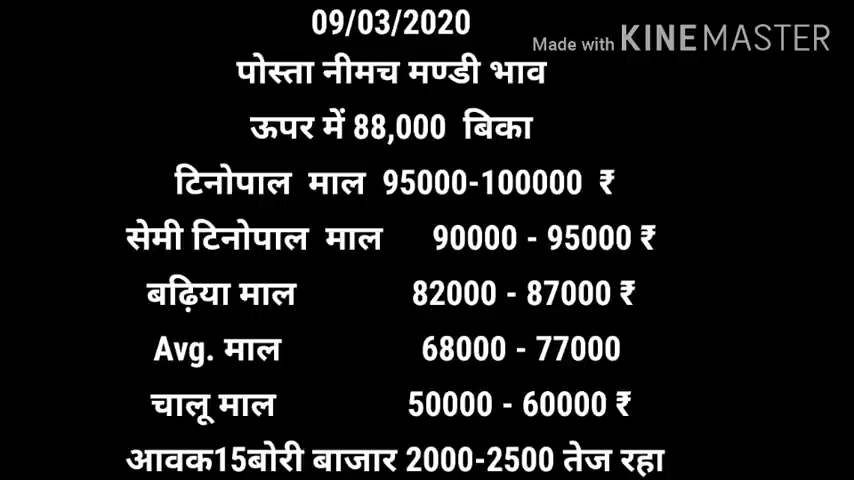 09/03/2020
Made with KINEMASTER
पोस्ता नीमच मण्डी भाव
ऊपर में 88,000 बिका
टिनोपाल माल 95000-100000 ₹
सेमी टिनोपाल माल 90000 - 95000 ₹
बढ़िया माल 82000 - 87000 ₹
Avg. माल 68000 - 77000
चालू माल 50000 - 60000 ₹
आवक15बोरी बाजार 2000-2500 तेज रहा